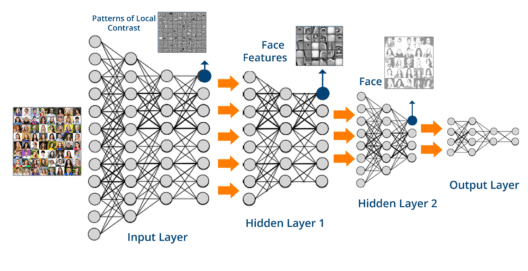 Patterns of Local
Contrast
Face
Features
Face
Input Layer
Hidden Layer 1
Hidden Layer 2
Output Layer